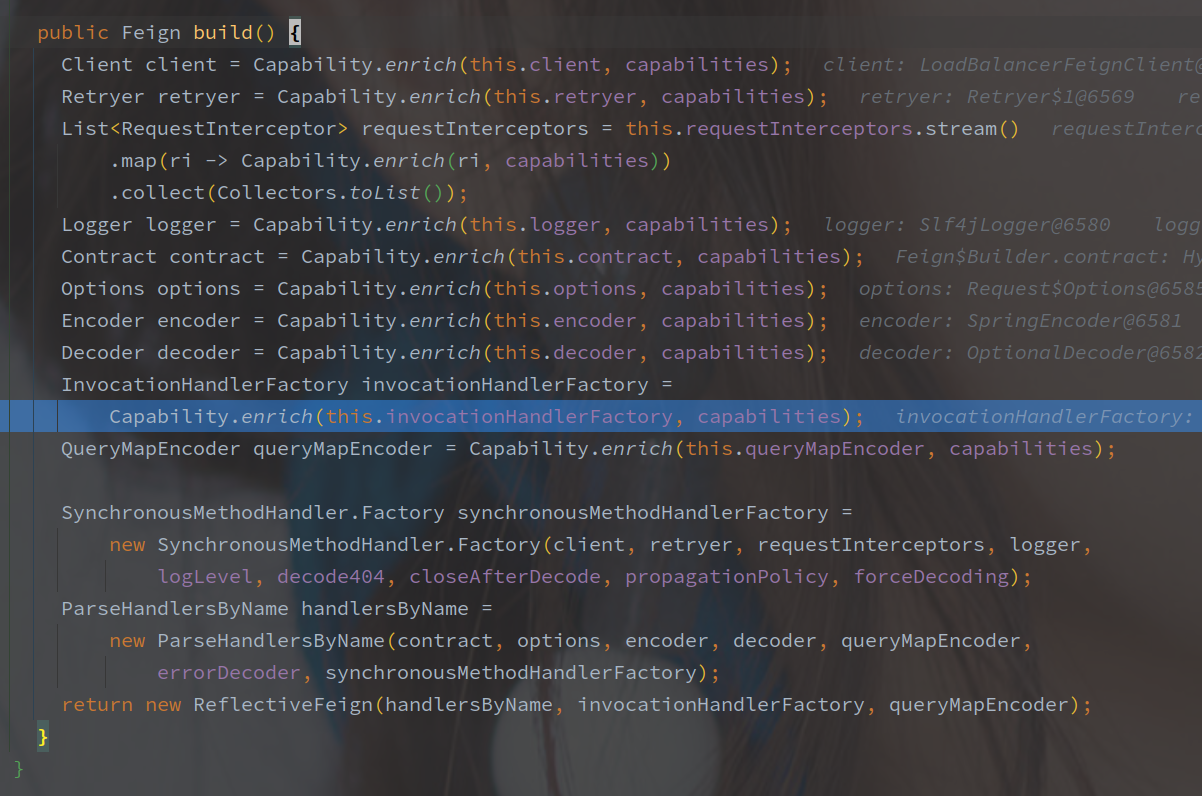 public Feign build() {
Client client = Capability.enrich(this.client, capabilities); client: LoadBalancerFeignClient@
Retryer retryer = Capability.enrich(this.retryer, capabilities); retryer: Retryer$1@6569 re
List<RequestInterceptor> requestInterceptors = this.requestInterceptors.stream() requestInterc
.map(ri -> Capability.enrich(ri, capabilities))
.collect(Collectors.toList());
Logger logger = Capability.enrich(this.logger, capabilities); logger: Slf4jLogger@6580 logg
Contract contract = Capability.enrich(this.contract, capabilities); Feign$Builder.contract: Hy
Options options = Capability.enrich(this.options, capabilities); options: Request$Options@6585
Encoder encoder = Capability.enrich(this.encoder, capabilities); encoder: SpringEncoder@6581
Decoder decoder = Capability.enrich(this.decoder, capabilities); decoder: OptionalDecoder@6582
InvocationHandlerFactory invocationHandlerFactory =
Capability.enrich(this.invocationHandlerFactory, capabilities); invocationHandlerFactory:
QueryMapEncoder queryMapEncoder = Capability.enrich(this.queryMapEncoder, capabilities);
SynchronousMethodHandler.Factory synchronousMethodHandlerFactory =
new SynchronousMethodHandler.Factory(client, retryer, requestInterceptors, logger,
logLevel, decode404, closeAfterDecode, propagationPolicy, forceDecoding);
ParseHandlersByName handlersByName =
new ParseHandlersByName(contract, options, encoder, decoder, queryMapEncoder,
errorDecoder, synchronousMethodHandlerFactory);
return new ReflectiveFeign(handlersByName, invocationHandlerFactory, queryMapEncoder);
}
}